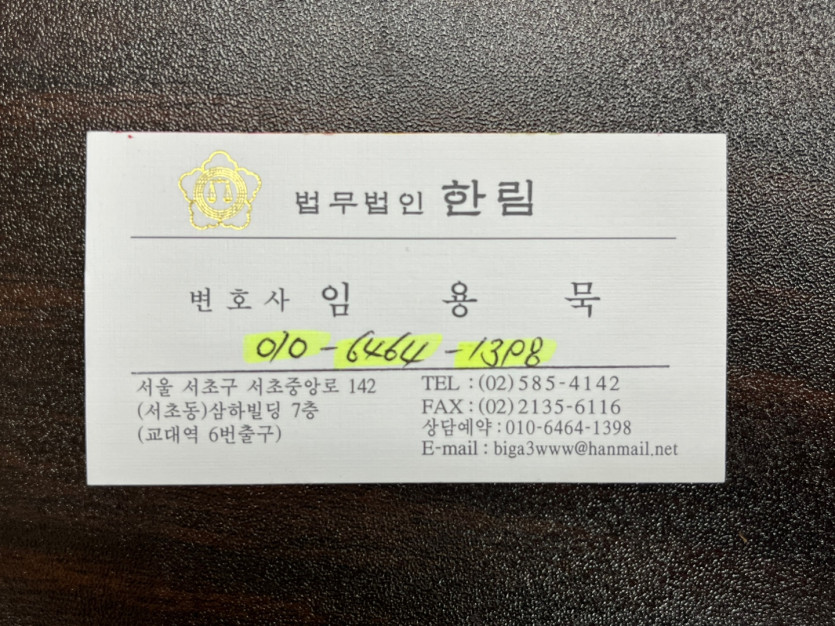 법무법인 한림
변호사 임용묵
010-6464-1398
서울 서초구 서초중앙로 142
(서초동)삼하빌딩 7층
(교대역 6번출구)
TEL : (02) 585-4142
FAX : (02) 2135-6116
상담예약 : 010-6464-1398
E-mail : biga3www@hanmail.net